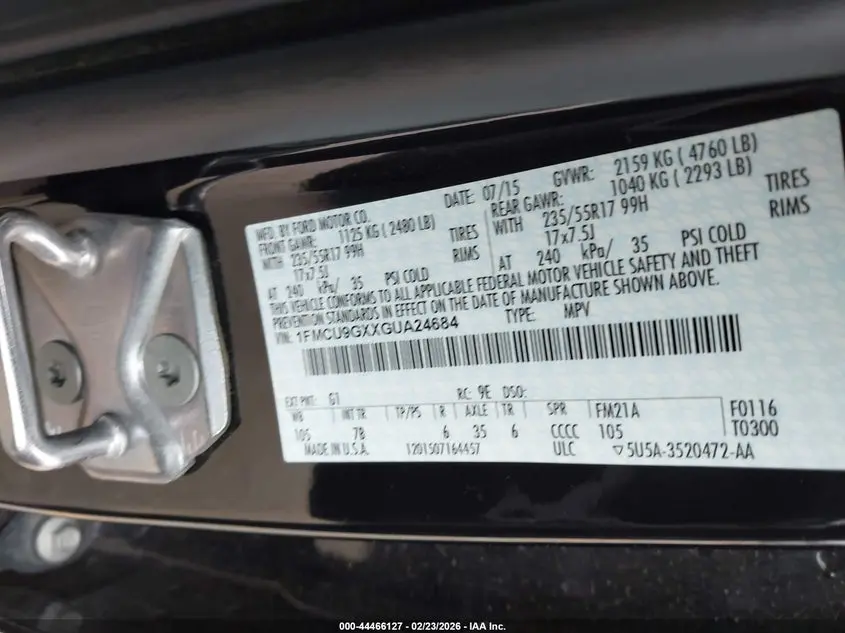 MFD. BY FORD MOTOR CO. DATE: 07/15 GVWR: 2159 KG ( 4760 LB)
FRONT GAWR: 1125 KG ( 2480 LB) REAR GAWR: 1040 KG ( 2293 LB)
WITH 235/55R17 99H TIRES WITH 235/55R17 99H TIRES
17x7.5J RIMS 17x7.5J RIMS
AT 240 kPa/ 35 PSI COLD AT 240 kPa/ 35 PSI COLD
THIS VEHICLE CONFORMS TO ALL APPLICABLE FEDERAL MOTOR VEHICLE SAFETY AND THEFT
PREVENTION STANDARDS IN EFFECT ON THE DATE OF MANUFACTURE SHOWN ABOVE.
VIN: 1FMCU9GXXGUA24684 TYPE: MPV
EXT PNT: G1 RC: 9E DSO:
WB INT TR TP/PS R AXLE TR SPR FM21A F0116
105 7B 6 35 6 CCCC 105 T0300
MADE IN U.S.A. 1201507164457 ULC ▽5U5A-3520472-AA
000-44466127 - 02/23/2026 - IAA Inc.